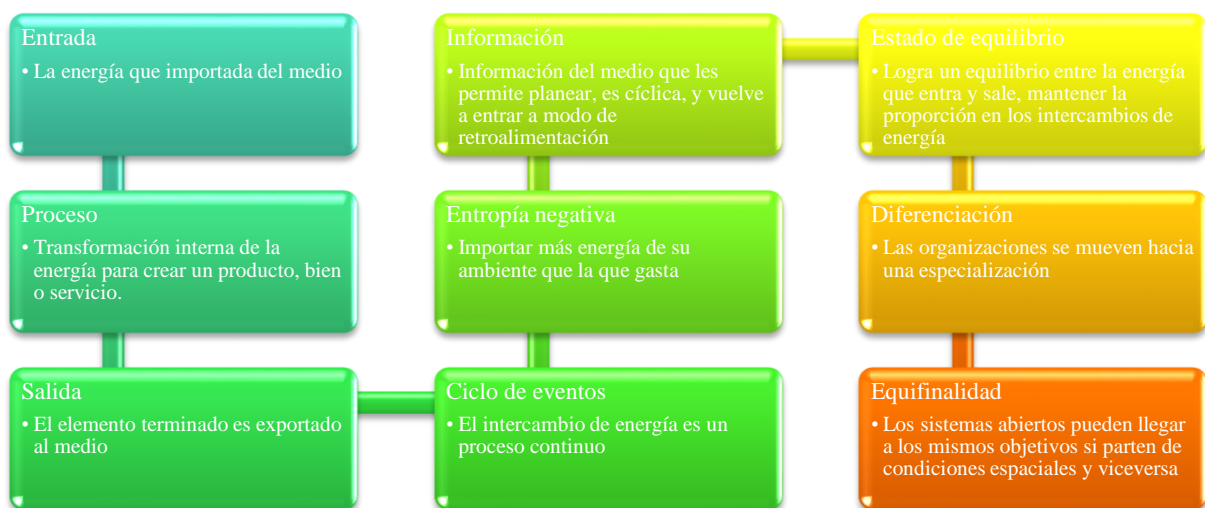 Entrada
• La energía que importada del medio
Proceso
• Transformación interna de la
energía para crear un producto, bien
o servicio.
Salida
• El elemento terminado es exportado
al medio
Ciclo de eventos
• El intercambio de energía es un
proceso continuo
Entropía negativa
• Importar más energía de su
ambiente que la que gasta
Información
• Información del medio que les
permite planear, es cíclica, y vuelve
a entrar a modo de
retroalimentación
Estado de equilibrio
• Logra un equilibrio entre la energía
que entra y sale, mantener la
proporción en los intercambios de
energía
Diferenciación
• Las organizaciones se mueven hacia
una especialización
Equifinalidad
• Los sistemas abiertos pueden llegar
a los mismos objetivos si parten de
condiciones espaciales y viceversa